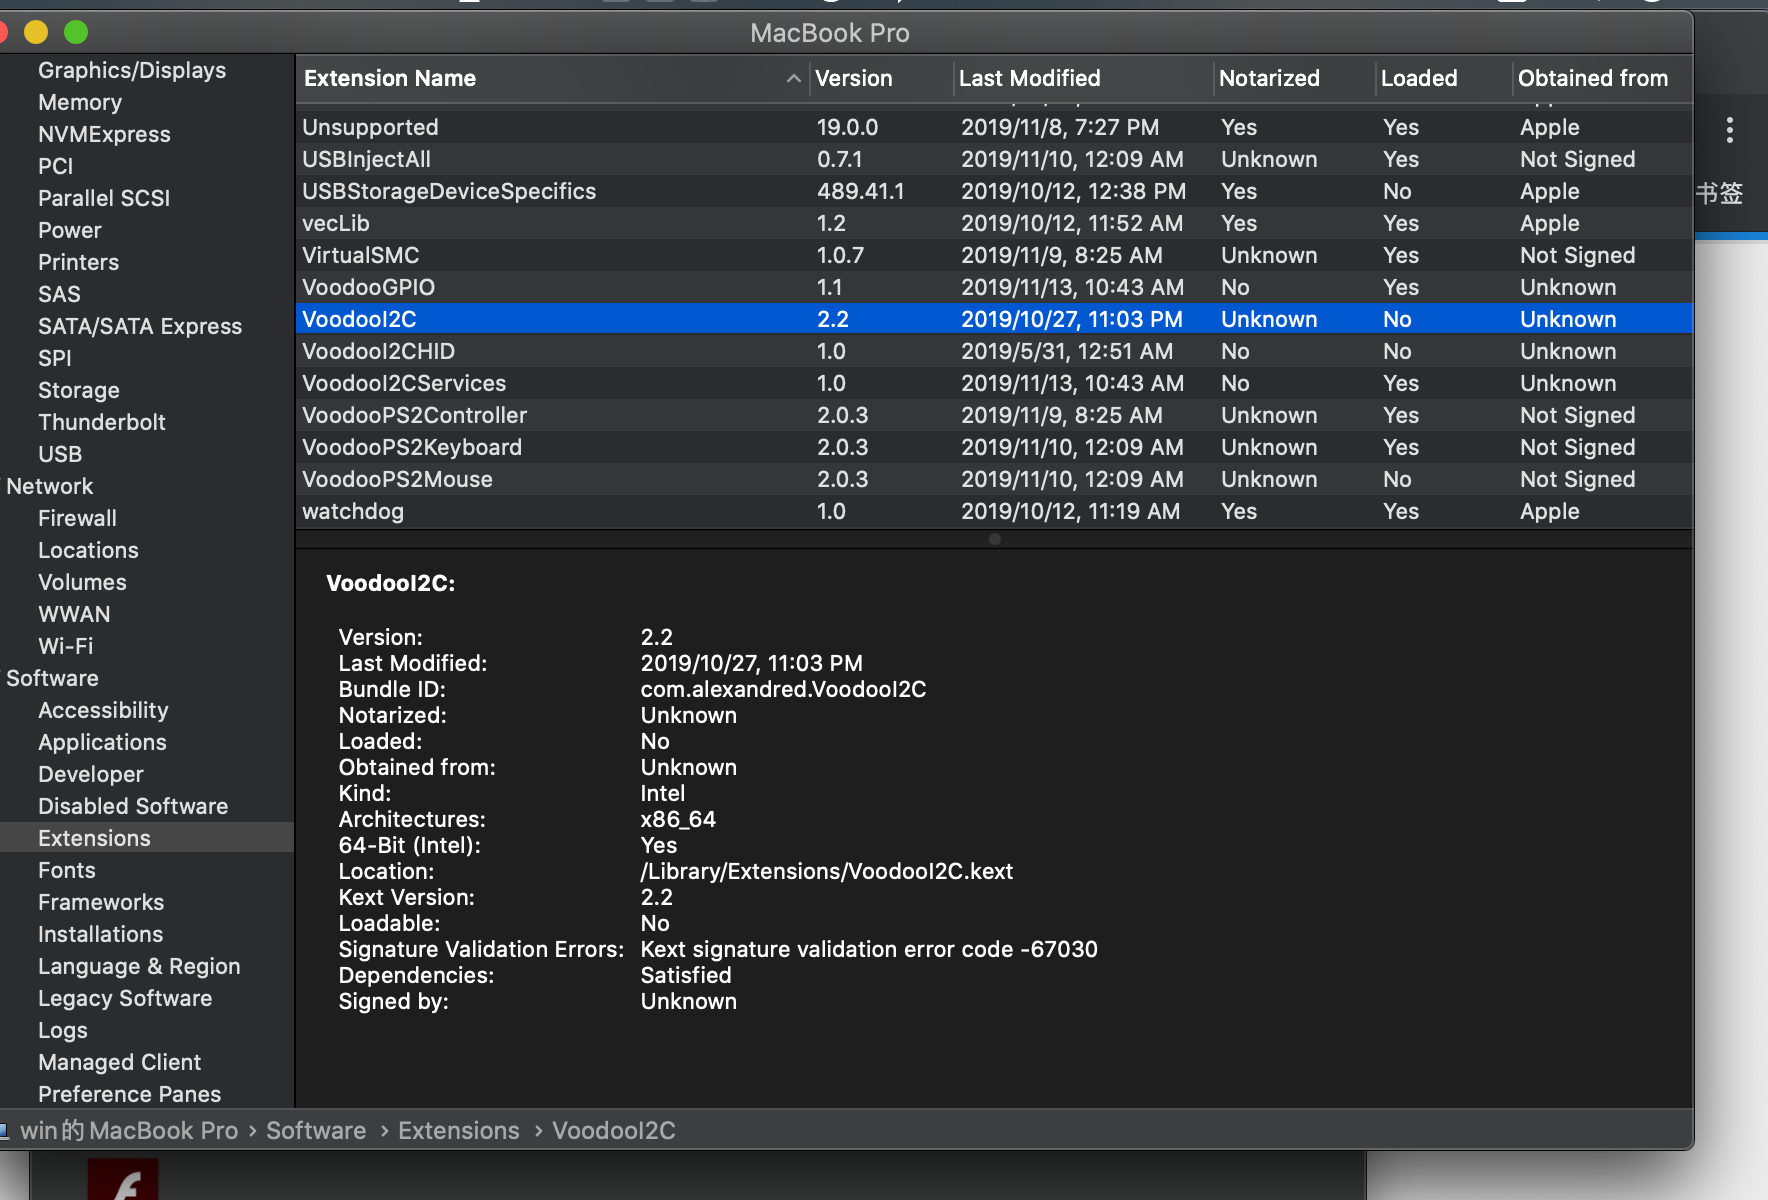 MacBook Pro
Graphics/Displays
Memory
NVMExpress
PCI
Parallel SCSI
Power
Printers
SAS
SATA/SATA Express
SPI
Storage
Thunderbolt
USB
Network
Firewall
Locations
Volumes
WWAN
Wi-Fi
Software
Accessibility
Applications
Developer
Disabled Software
Extensions
Fonts
Frameworks
Installations
Language & Region
Legacy Software
Logs
Managed Client
Preference Panes
Extension Name Version Last Modified Notarized Loaded Obtained from
Unsupported 19.0.0 2019/11/8, 7:27 PM Yes Yes Apple
USBInjectAll 0.7.1 2019/11/10, 12:09 AM Unknown Yes Not Signed
USBStorageDeviceSpecifics 489.41.1 2019/10/12, 12:38 PM Yes No Apple
vecLib 1.2 2019/10/12, 11:52 AM Yes Yes Apple
VirtualSMC 1.0.7 2019/11/9, 8:25 AM Unknown Yes Not Signed
VoodooGPIO 1.1 2019/11/13, 10:43 AM No Yes Unknown
VoodooI2C 2.2 2019/10/27, 11:03 PM Unknown No Unknown
VoodooI2CHID 1.0 2019/5/31, 12:51 AM No No Unknown
VoodooI2CServices 1.0 2019/11/13, 10:43 AM No Yes Unknown
VoodooPS2Controller 2.0.3 2019/11/9, 8:25 AM Unknown Yes Not Signed
VoodooPS2Keyboard 2.0.3 2019/11/10, 12:09 AM Unknown Yes Not Signed
VoodooPS2Mouse 2.0.3 2019/11/10, 12:09 AM Unknown No Not Signed
watchdog 1.0 2019/10/12, 11:19 AM Yes Yes Apple
VoodooI2C:
Version: 2.2
Last Modified: 2019/10/27, 11:03 PM
Bundle ID: com.alexandred.VoodooI2C
Notarized: Unknown
Loaded: No
Obtained from: Unknown
Kind: Intel
Architectures: x86_64
64-Bit (Intel): Yes
Location: /Library/Extensions/VoodooI2C.kext
Kext Version: 2.2
Loadable: No
Signature Validation Errors: Kext signature validation error code -67030
Dependencies: Satisfied
Signed by: Unknown
win的MacBook Pro › Software › Extensions › VoodooI2C
书签